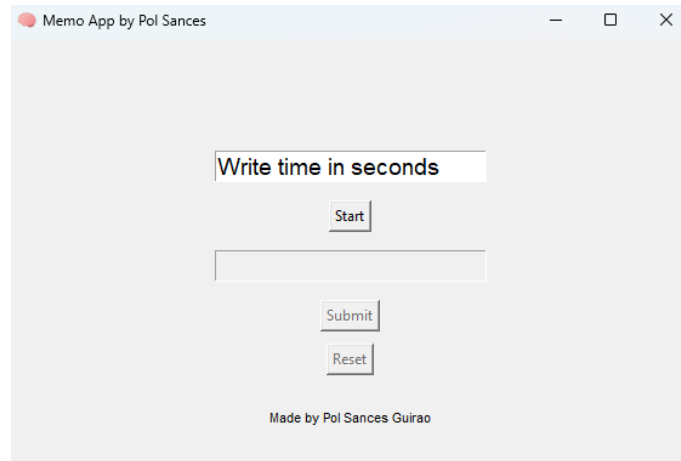 Memo App by Pol Sances
Write time in seconds
Start
Submit
Reset
Made by Pol Sances Guirao